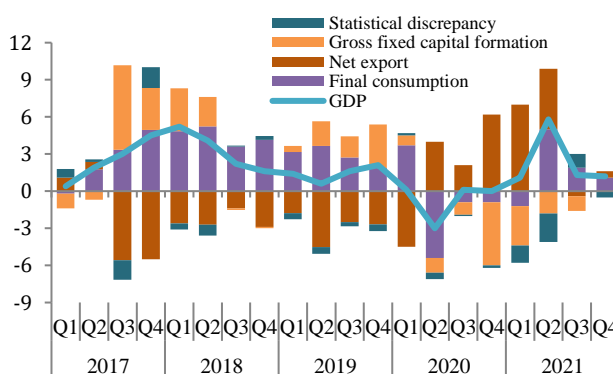 Statistical discrepancy
Gross fixed capital formation
Net export
Final consumption
GDP
12
9
6
3
0
-3
-6
-9
Q1 Q2 Q3 Q4 Q1 Q2 Q3 Q4 Q1 Q2 Q3 Q4 Q1 Q2 Q3 Q4 Q1 Q2 Q3 Q4
2017 2018 2019 2020 2021